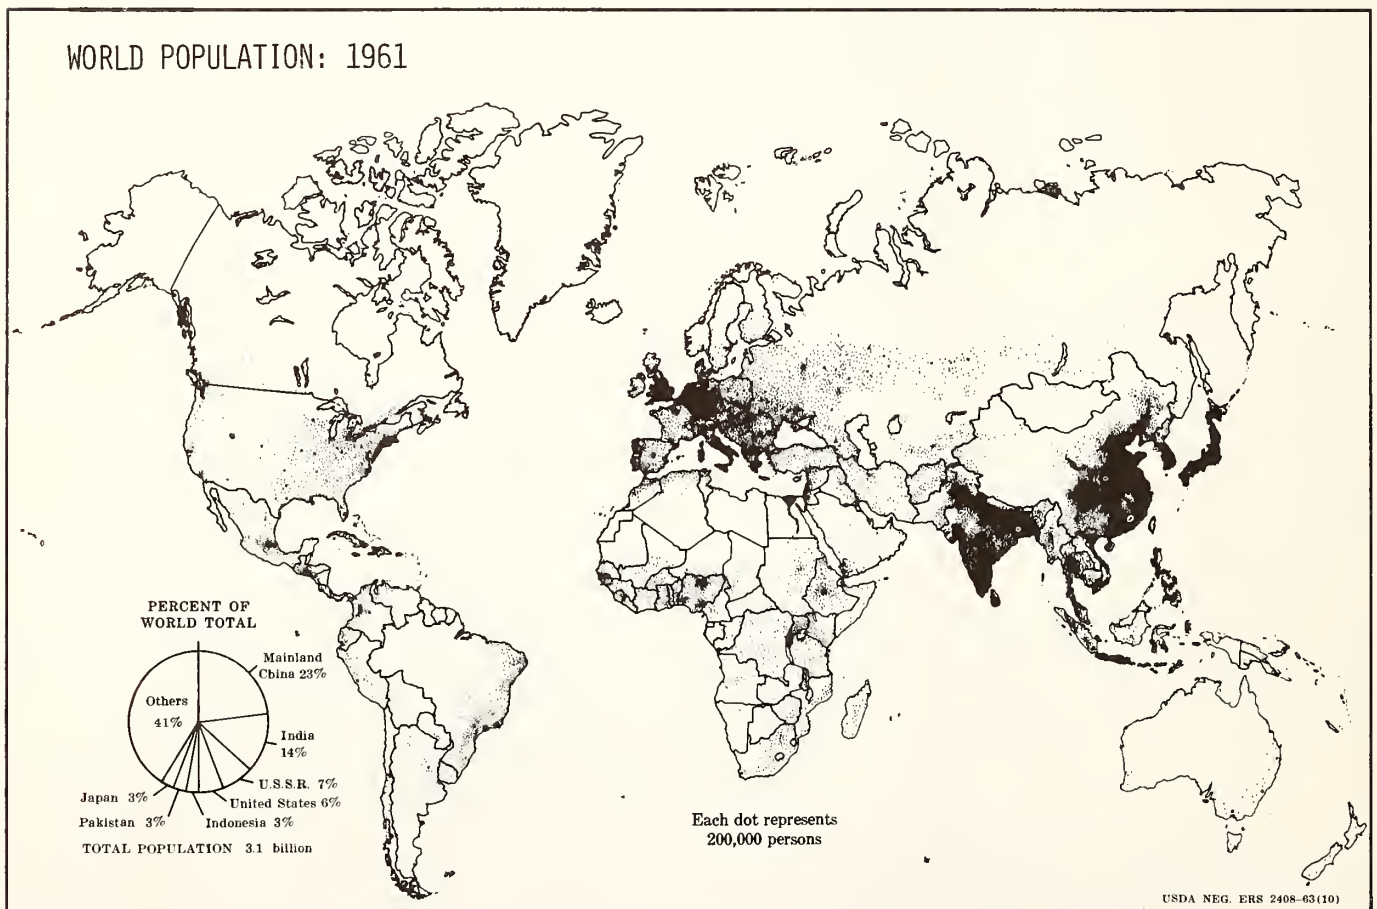 WORLD POPULATION: 1961
PERCENT OF
WORLD TOTAL
Mainland
China 23%
Others
41%
India
14%
U.S.S.R. 7%
United States 6%
Japan 3%
Pakistan 3%
Indonesia 3%
TOTAL POPULATION 3.1 billion
Each dot represents
200,000 persons
USDA NEG. ERS 2408-63(10)